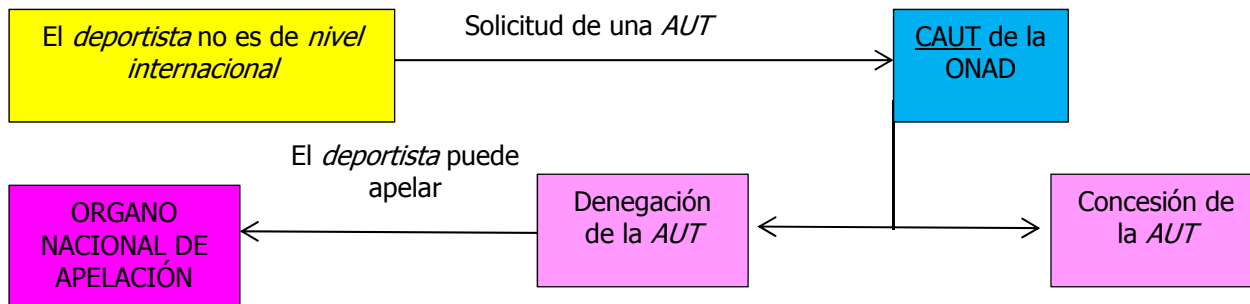 El deportista no es de nivel
internacional
Solicitud de una AUT
CAUT de la
ONAD
El deportista puede
apelar
ORGANO
NACIONAL DE
APELACIÓN
Denegación
de la AUT
Concesión de
la AUT